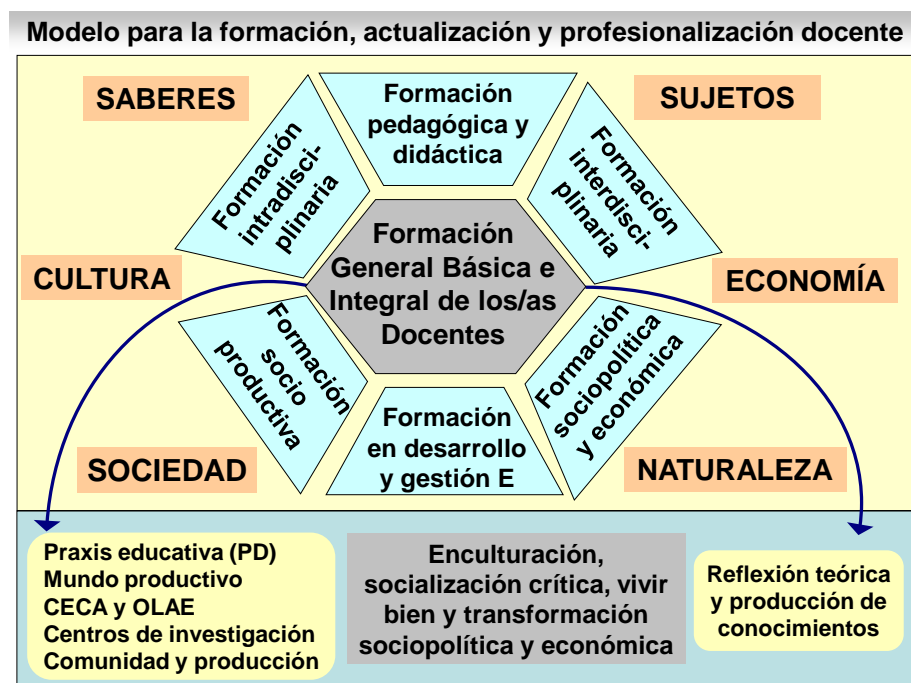 Modelo para la formación, actualización y profesionalización docente
SABERES
Formación
pedagógica y
didáctica
SUJETOS
Formación
intradisci-
plinaria
Formación
interdisci-
plinaria
CULTURA
Formación
General Básica e
Integral de los/as
Docentes
ECONOMÍA
Formación
socio
productiva
Formación
sociopolítica
y económica
Formación
en desarrollo
y gestión E
SOCIEDAD
NATURALEZA
Praxis educativa (PD)
Mundo productivo
CECA y OLAE
Centros de investigación
Comunidad y producción
Enculturación,
socialización crítica, vivir
bien y transformación
sociopolítica y económica
Reflexión teórica
y producción de
conocimientos